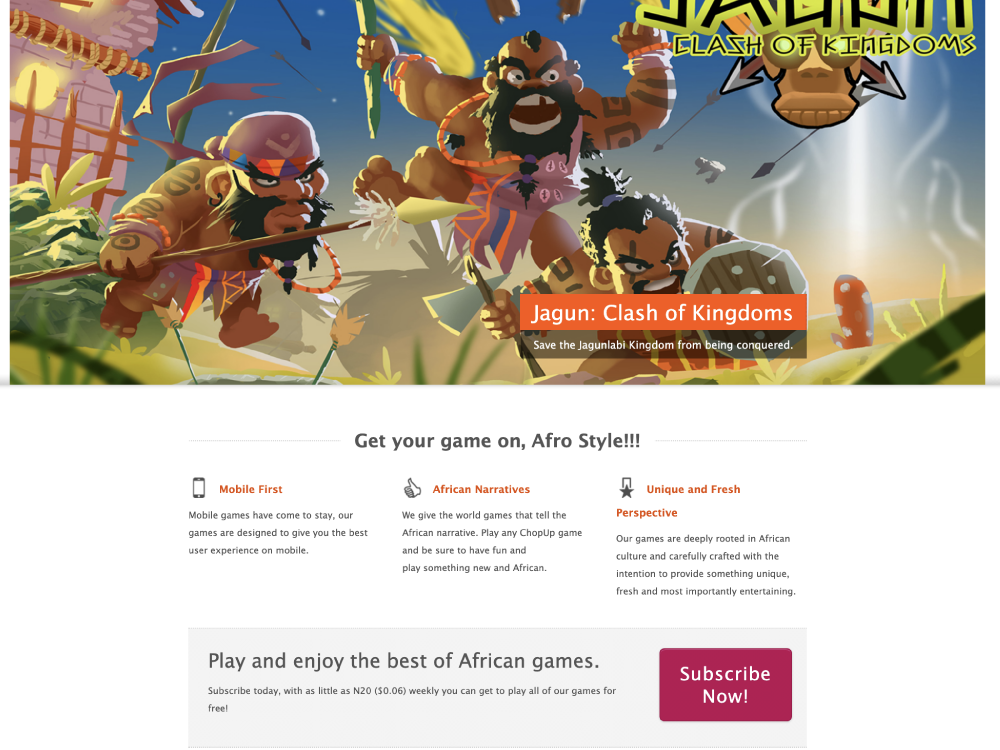 JAGUN
CLASH OF KINGDOMS
Jagun: Clash of Kingdoms
Save the Jagunlabi Kingdom from being conquered.
Get your game on, Afro Style!!!
Mobile First
Mobile games have come to stay, our
games are designed to give you the best
user experience on mobile.
African Narratives
We give the world games that tell the
African narrative. Play any ChopUp game
and be sure to have fun and
play something new and African.
Unique and Fresh
Perspective
Our games are deeply rooted in African
culture and carefully crafted with the
intention to provide something unique,
fresh and most importantly entertaining.
Play and enjoy the best of African games.
Subscribe today, with as little as N20 ($0.06) weekly you can get to play all of our games for
free!
Subscribe
Now!